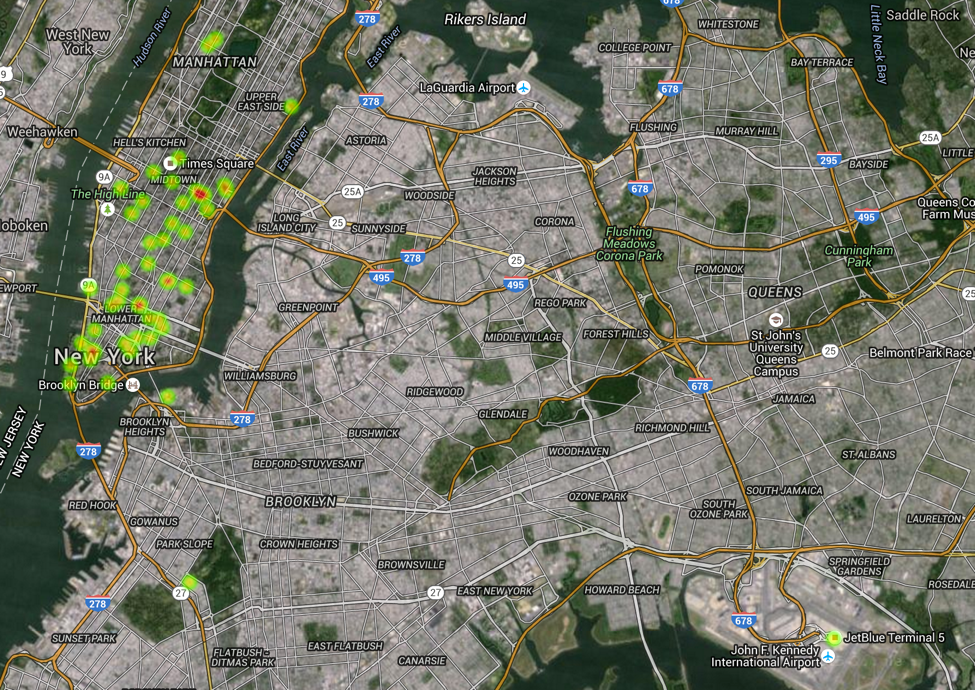 278
678
Rikers Island
Saddle Rock
West New
York
Hudson River
East River
WHITESTONE
Little Neck Bay
COLLEGE POINT
MANHATTAN
BAY TERRACE
9
LaGuardia Airport
678
UPPER
EAST SIDE
278
Weehawken
FLUSHING
MURRAY HILL
25A
HELL'S KITCHEN
ASTORIA
East River
295
BAYSIDE
LITTLE
Times Square
9A
MIDTOWN
JACKSON
HEIGHTS
678
The High Line
25A
WOODSIDE
Queens Co
Farm Mus
495
LONG
ISLAND CITY
25
SUNNYSIDE
CORONA
Flushing
Meadows
Corona Park
Cunningham
Park
278
25
POMONOK
495
495
9A
EWPORT
QUEENS
25
LOWER
MANHATTAN
GREENPOINT
REGO PARK
New York
MIDDLE VILLAGE
FOREST HILLS
St John's
University
Queens
Campus
25
Belmont Park Race
Brooklyn Bridge
WILLIAMSBURG
RIDGEWOOD
678
JAMAICA
278
BROOKLYN
HEIGHTS
GLENDALE
BUSHWICK
RICHMOND HILL
EW JERSEY
NEW YORK
278
WOODHAVEN
ST. ALBANS
BEDFORD-STUYVESANT
SOUTH JAMAICA
OZONE PARK
RED HOOK
BROOKLYN
SOUTH
OZONE PARK
GOWANUS
LAURELTON
PARK SLOPE
CROWN HEIGHTS
BROWNSVILLE
SPRINGFIELD
GARDENS
27
27
EAST NEW YORK
HOWARD BEACH
ROSEDALE
278
678
SUNSET PARK
JetBlue Terminal 5
EAST FLATBUSH
FLATBUSH -
DITMAS PARK
John F. Kennedy
International Airport
CANARSIE